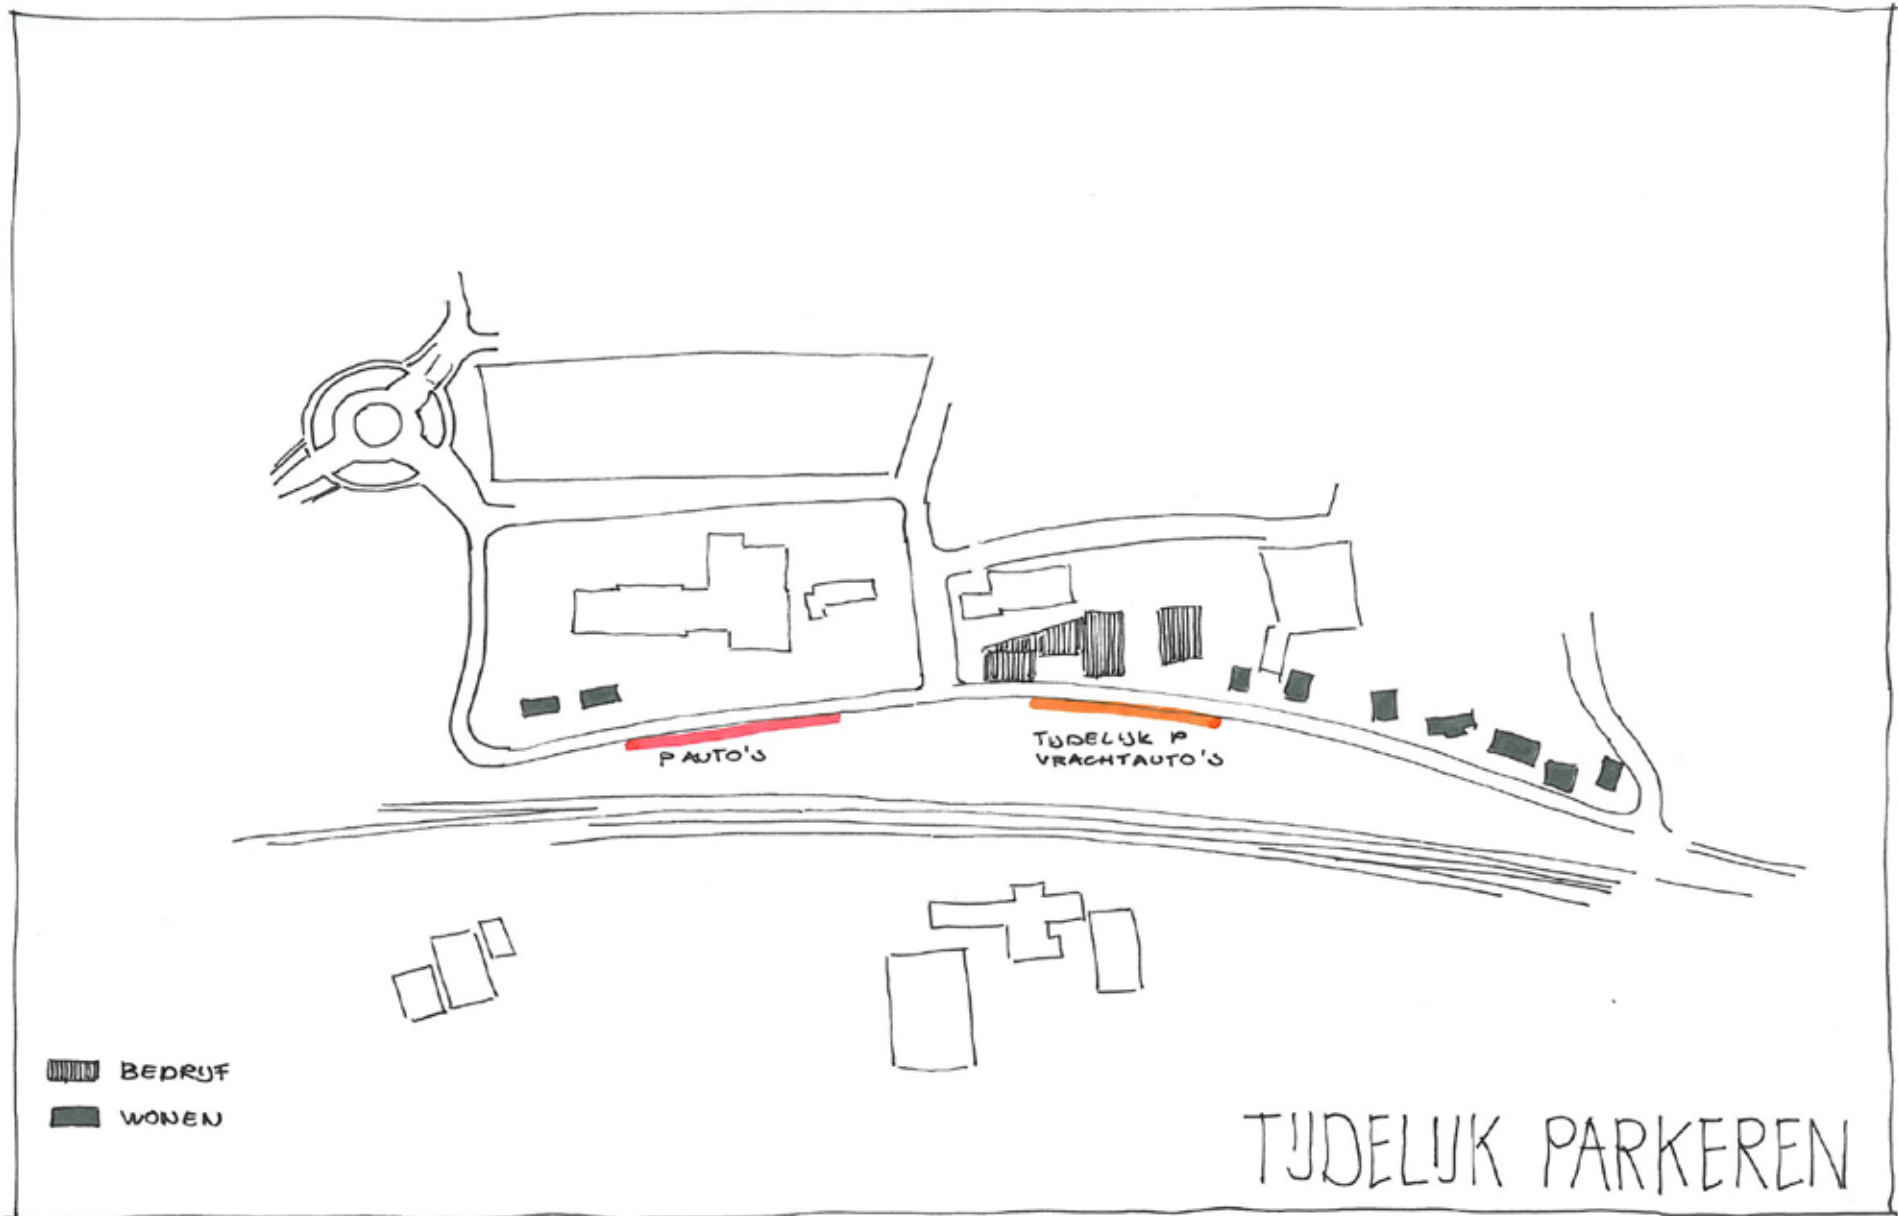 P AUTO'S
TIJDELIJK P
VRACHTAUTO'S
BEDRIJF
WONEN
TIJDELIJK PARKEREN